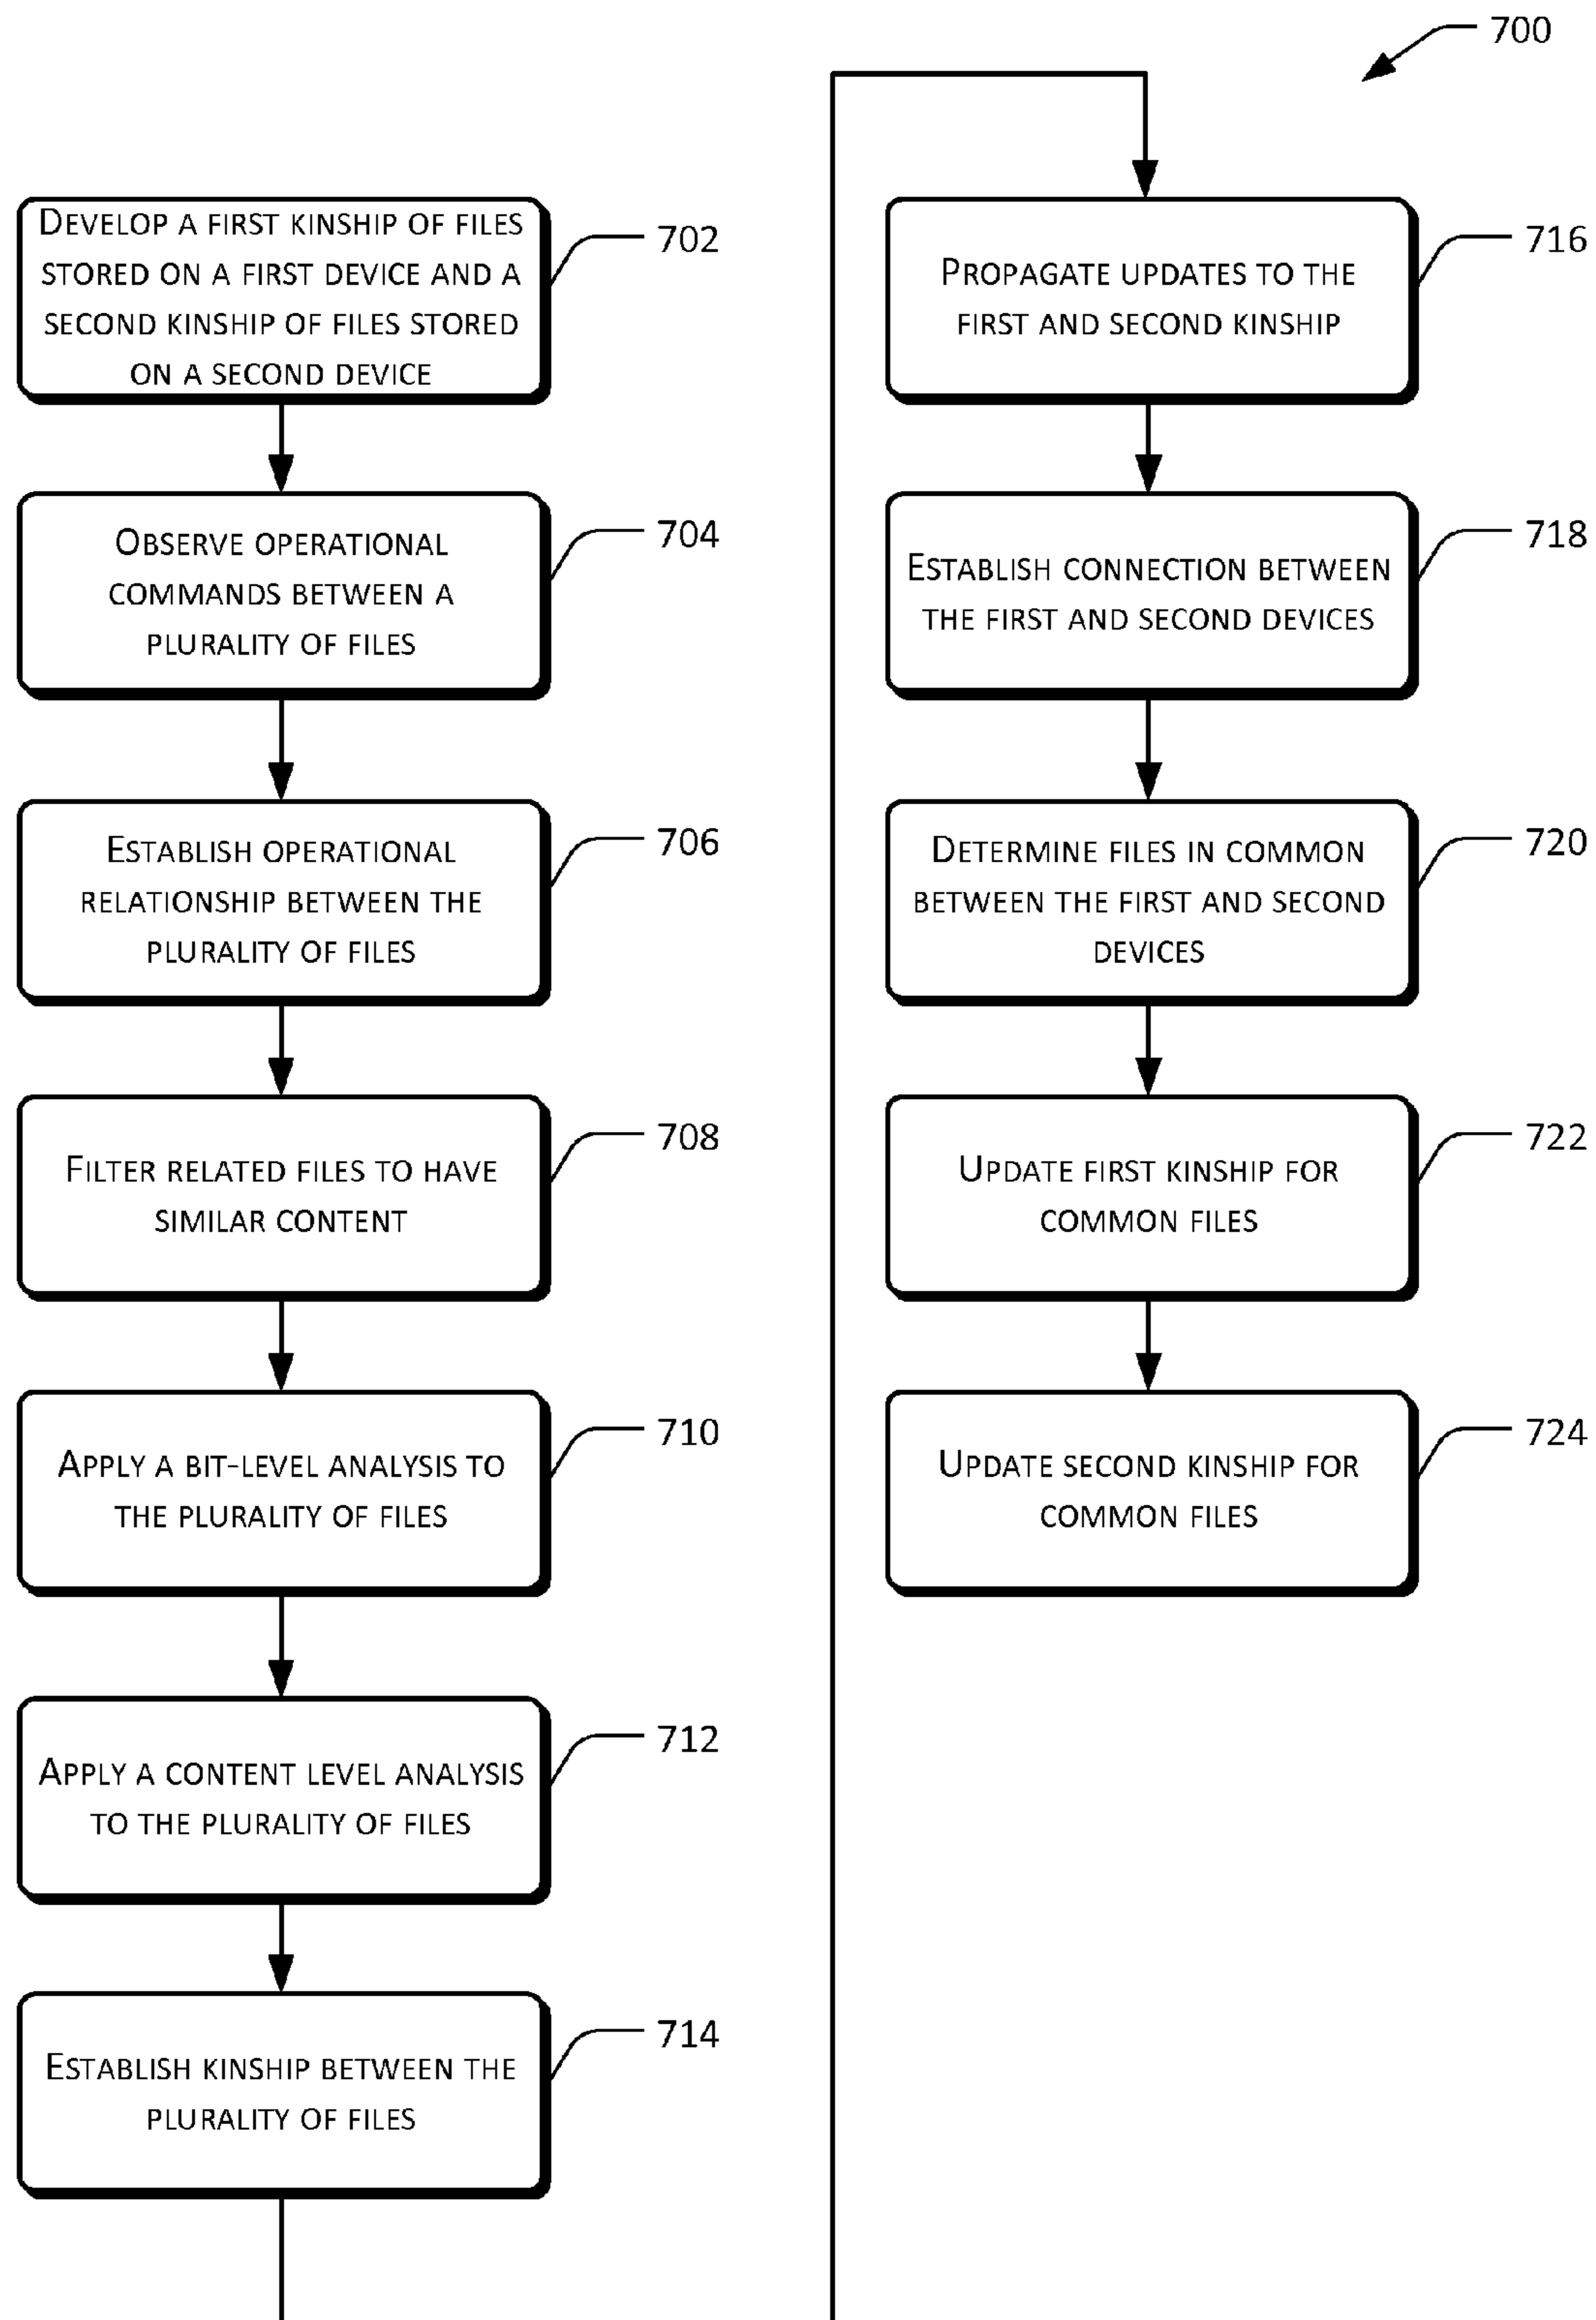 700
DEVELOP A FIRST KINSHIP OF FILES
STORED ON A FIRST DEVICE AND A
SECOND KINSHIP OF FILES STORED
ON A SECOND DEVICE
702
OBSERVE OPERATIONAL
COMMANDS BETWEEN A
PLURALITY OF FILES
704
ESTABLISH OPERATIONAL
RELATIONSHIP BETWEEN THE
PLURALITY OF FILES
706
FILTER RELATED FILES TO HAVE
SIMILAR CONTENT
708
APPLY A BIT-LEVEL ANALYSIS TO
THE PLURALITY OF FILES
710
APPLY A CONTENT LEVEL ANALYSIS
TO THE PLURALITY OF FILES
712
ESTABLISH KINSHIP BETWEEN THE
PLURALITY OF FILES
714
PROPAGATE UPDATES TO THE
FIRST AND SECOND KINSHIP
716
ESTABLISH CONNECTION BETWEEN
THE FIRST AND SECOND DEVICES
718
DETERMINE FILES IN COMMON
BETWEEN THE FIRST AND SECOND
DEVICES
720
UPDATE FIRST KINSHIP FOR
COMMON FILES
722
UPDATE SECOND KINSHIP FOR
COMMON FILES
724